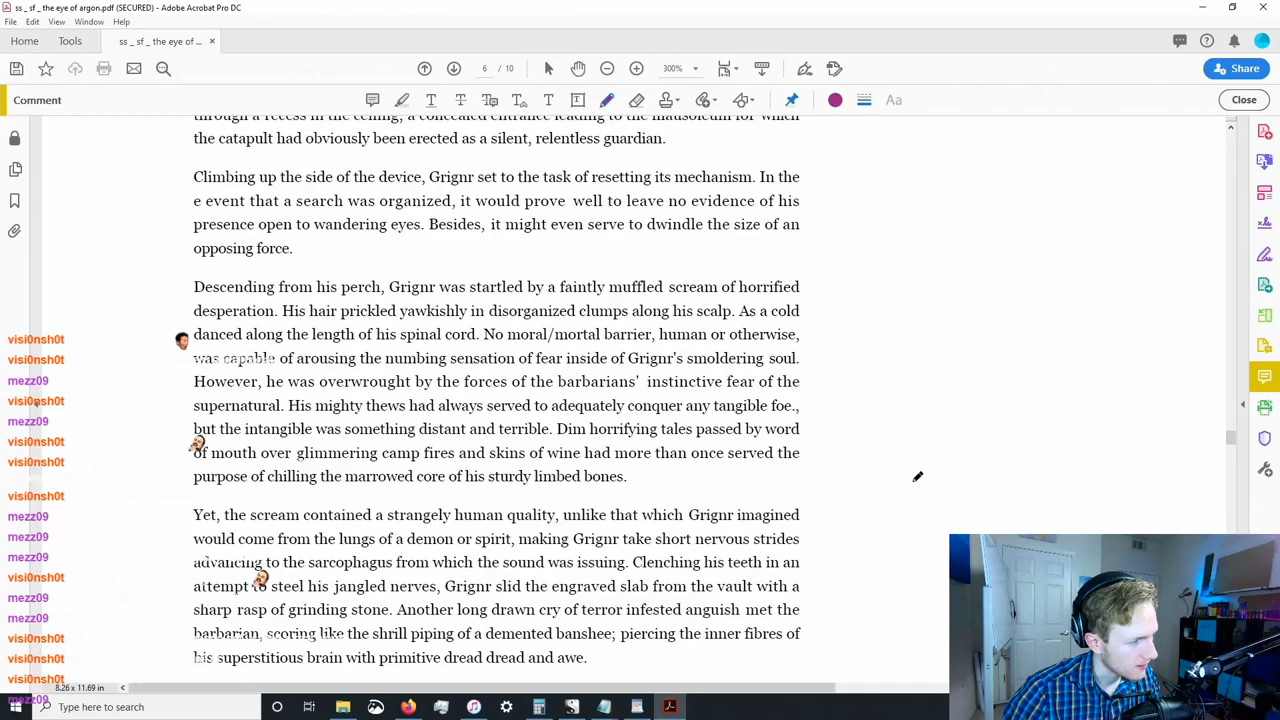 ss _ sf _ the eye of argon.pdf (SECURED) - Adobe Acrobat Pro DC
File Edit View Window Help
Home Tools ss _ sf _ the eye of ... ×
6 / 10 300% Share
Comment Aa Close
through a recess in the ceiling, a concealed entrance leading to the mausoleum for which
the catapult had obviously been erected as a silent, relentless guardian.
Climbing up the side of the device, Grignr set to the task of resetting its mechanism. In the
e event that a search was organized, it would prove well to leave no evidence of his
presence open to wandering eyes. Besides, it might even serve to dwindle the size of an
opposing force.
Descending from his perch, Grignr was startled by a faintly muffled scream of horrified
desperation. His hair prickled yawkishly in disorganized clumps along his scalp. As a cold
danced along the length of his spinal cord. No moral/mortal barrier, human or otherwise,
was capable of arousing the numbing sensation of fear inside of Grignr's smoldering soul.
However, he was overwrought by the forces of the barbarians' instinctive fear of the
supernatural. His mighty thews had always served to adequately conquer any tangible foe.,
but the intangible was something distant and terrible. Dim horrifying tales passed by word
of mouth over glimmering camp fires and skins of wine had more than once served the
purpose of chilling the marrowed core of his sturdy limbed bones.
Yet, the scream contained a strangely human quality, unlike that which Grignr imagined
would come from the lungs of a demon or spirit, making Grignr take short nervous strides
advancing to the sarcophagus from which the sound was issuing. Clenching his teeth in an
attempt to steel his jangled nerves, Grignr slid the engraved slab from the vault with a
sharp rasp of grinding stone. Another long drawn cry of terror infested anguish met the
barbarian, scoring like the shrill piping of a demented banshee; piercing the inner fibres of
his superstitious brain with primitive dread dread and awe.
visi0nsh0t
visi0nsh0t
mezz09
visi0nsh0t
mezz09
visi0nsh0t
visi0nsh0t
visi0nsh0t
mezz09
mezz09
mezz09
visi0nsh0t
mezz09
mezz09
visi0nsh0t
visi0nsh0t
visi0nsh0t
mezz09
8.26 x 11.69 in
Type here to search